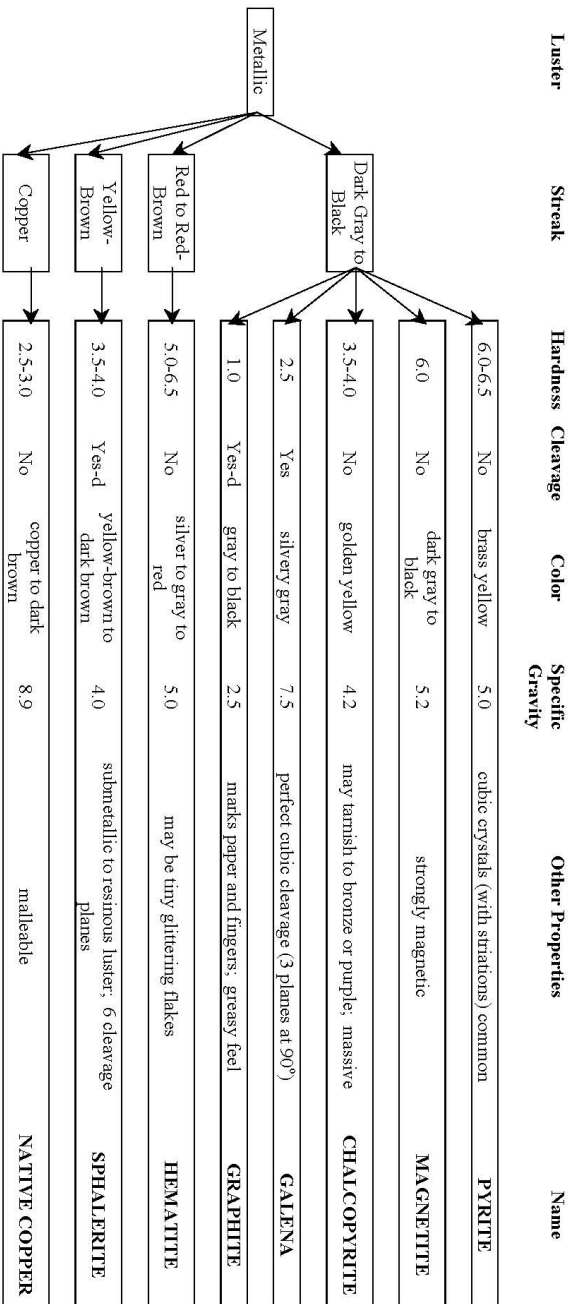 Luster
Streak
Hardness
Cleavage
Color
Specific
Gravity
Other Properties
Name
Metallic
Dark Gray to
Black
6.0-6.5
No
brass yellow
5.0
cubic crystals (with striations) common
PYRITE
6.0
No
dark gray to
black
5.2
strongly magnetic
MAGNETITE
3.5-4.0
No
golden yellow
4.2
may tarnish to bronze or purple; massive
CHALCOPYRITE
2.5
Yes
silvery gray
7.5
perfect cubic cleavage (3 planes at 90°)
GALENA
1.0
Yes-d
gray to black
2.5
marks paper and fingers; greasy feel
GRAPHITE
Red to Red-
Brown
5.0-6.5
No
silver to gray to
red
5.0
may be tiny glittering flakes
HEMATITE
Yellow-
Brown
3.5-4.0
Yes-d
yellow-brown to
dark brown
4.0
submetallic to resinous luster; 6 cleavage
planes
SPHALERITE
Copper
2.5-3.0
No
copper to dark
brown
8.9
malleable
NATIVE COPPER